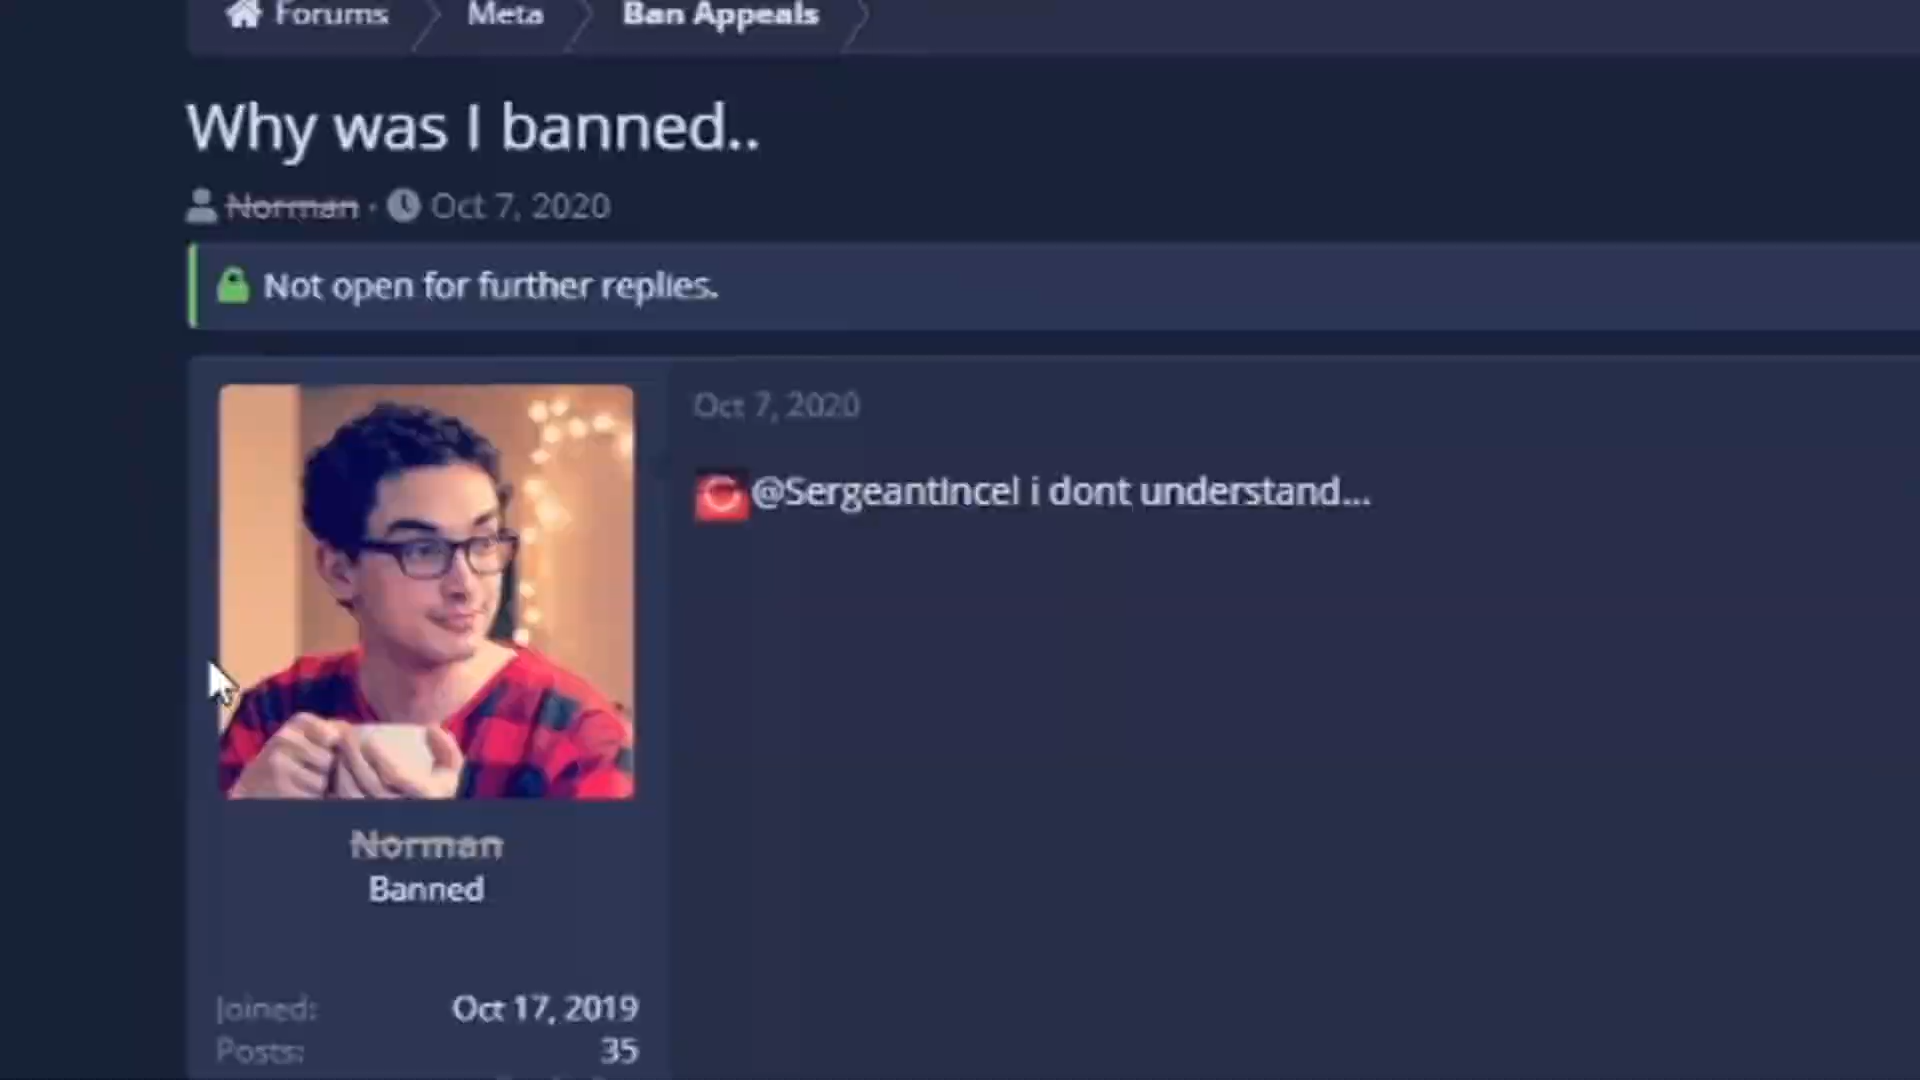 Forums Meta Ban Appeals
Why was I banned..
Norman · Oct 7, 2020
Not open for further replies.
Oct 7, 2020
@SergeantIncel i dont understand...
Norman
Banned
Joined: Oct 17, 2019
Posts: 35